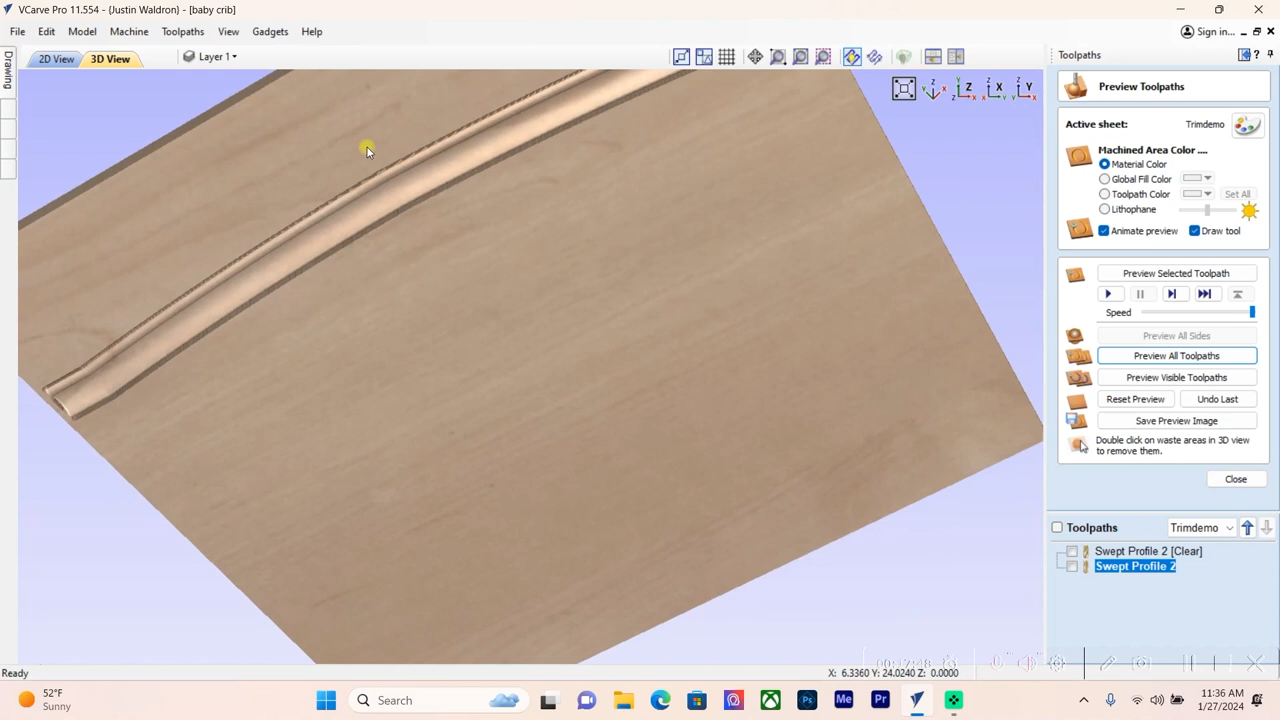 VCarve Pro 11.554 - {Justin Waldron} - [baby crib]
File Edit Model Machine Toolpaths View Gadgets Help
Sign in...
Drawing
2D View 3D View Layer 1
Z X Y
Toolpaths
Preview Toolpaths
Active sheet: Trimdemo
Machined Area Color ....
Material Color
Global Fill Color
Toolpath Color Set All
Lithophane
Animate preview Draw tool
Preview Selected Toolpath
Speed
Preview All Sides
Preview All Toolpaths
Preview Visible Toolpaths
Reset Preview Undo Last
Save Preview Image
Double click on waste areas in 3D view
to remove them.
Close
Toolpaths Trimdemo
Swept Profile 2 [Clear]
Swept Profile 2
Ready
X: 6.3360 Y: 24.0240 Z: 0.0000
52°F
Sunny
Search
Ps
Me
Pr
11:36 AM
1/27/2024